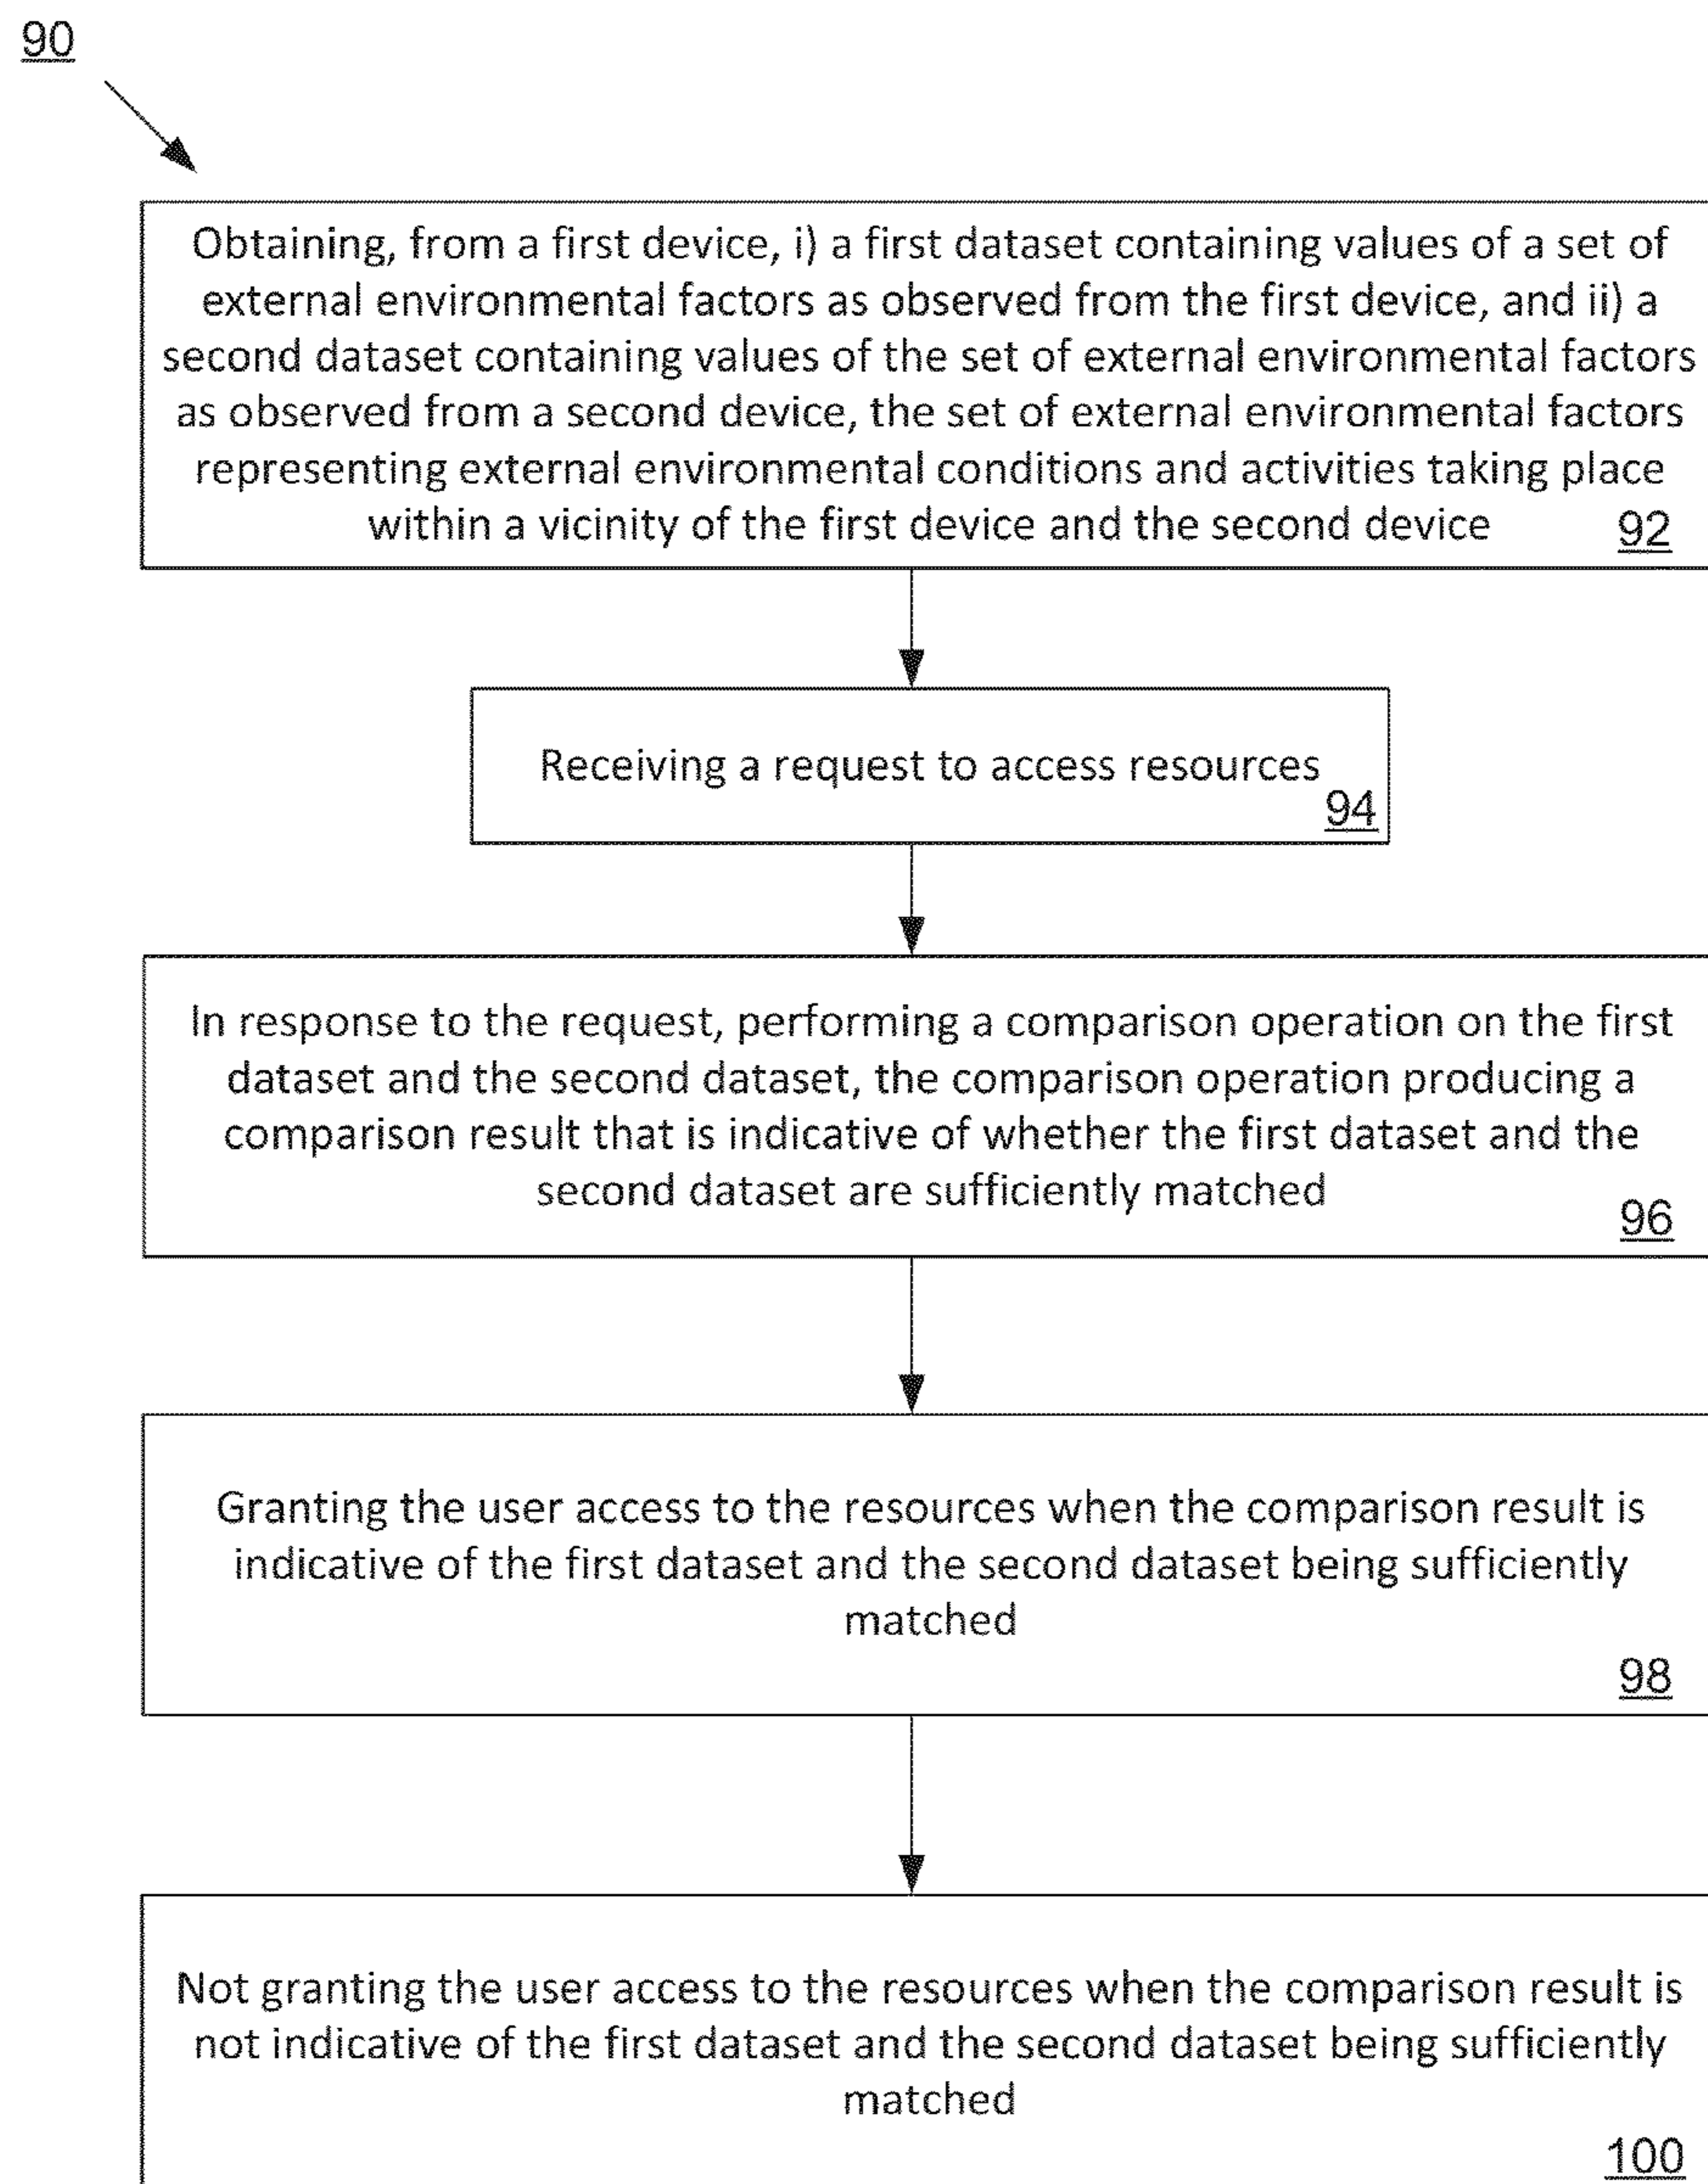 90
Obtaining, from a first device, i) a first dataset containing values of a set of
external environmental factors as observed from the first device, and ii) a
second dataset containing values of the set of external environmental factors
as observed from a second device, the set of external environmental factors
representing external environmental conditions and activities taking place
within a vicinity of the first device and the second device
92
Receiving a request to access resources
94
In response to the request, performing a comparison operation on the first
dataset and the second dataset, the comparison operation producing a
comparison result that is indicative of whether the first dataset and the
second dataset are sufficiently matched
96
Granting the user access to the resources when the comparison result is
indicative of the first dataset and the second dataset being sufficiently
matched
98
Not granting the user access to the resources when the comparison result is
not indicative of the first dataset and the second dataset being sufficiently
matched
100